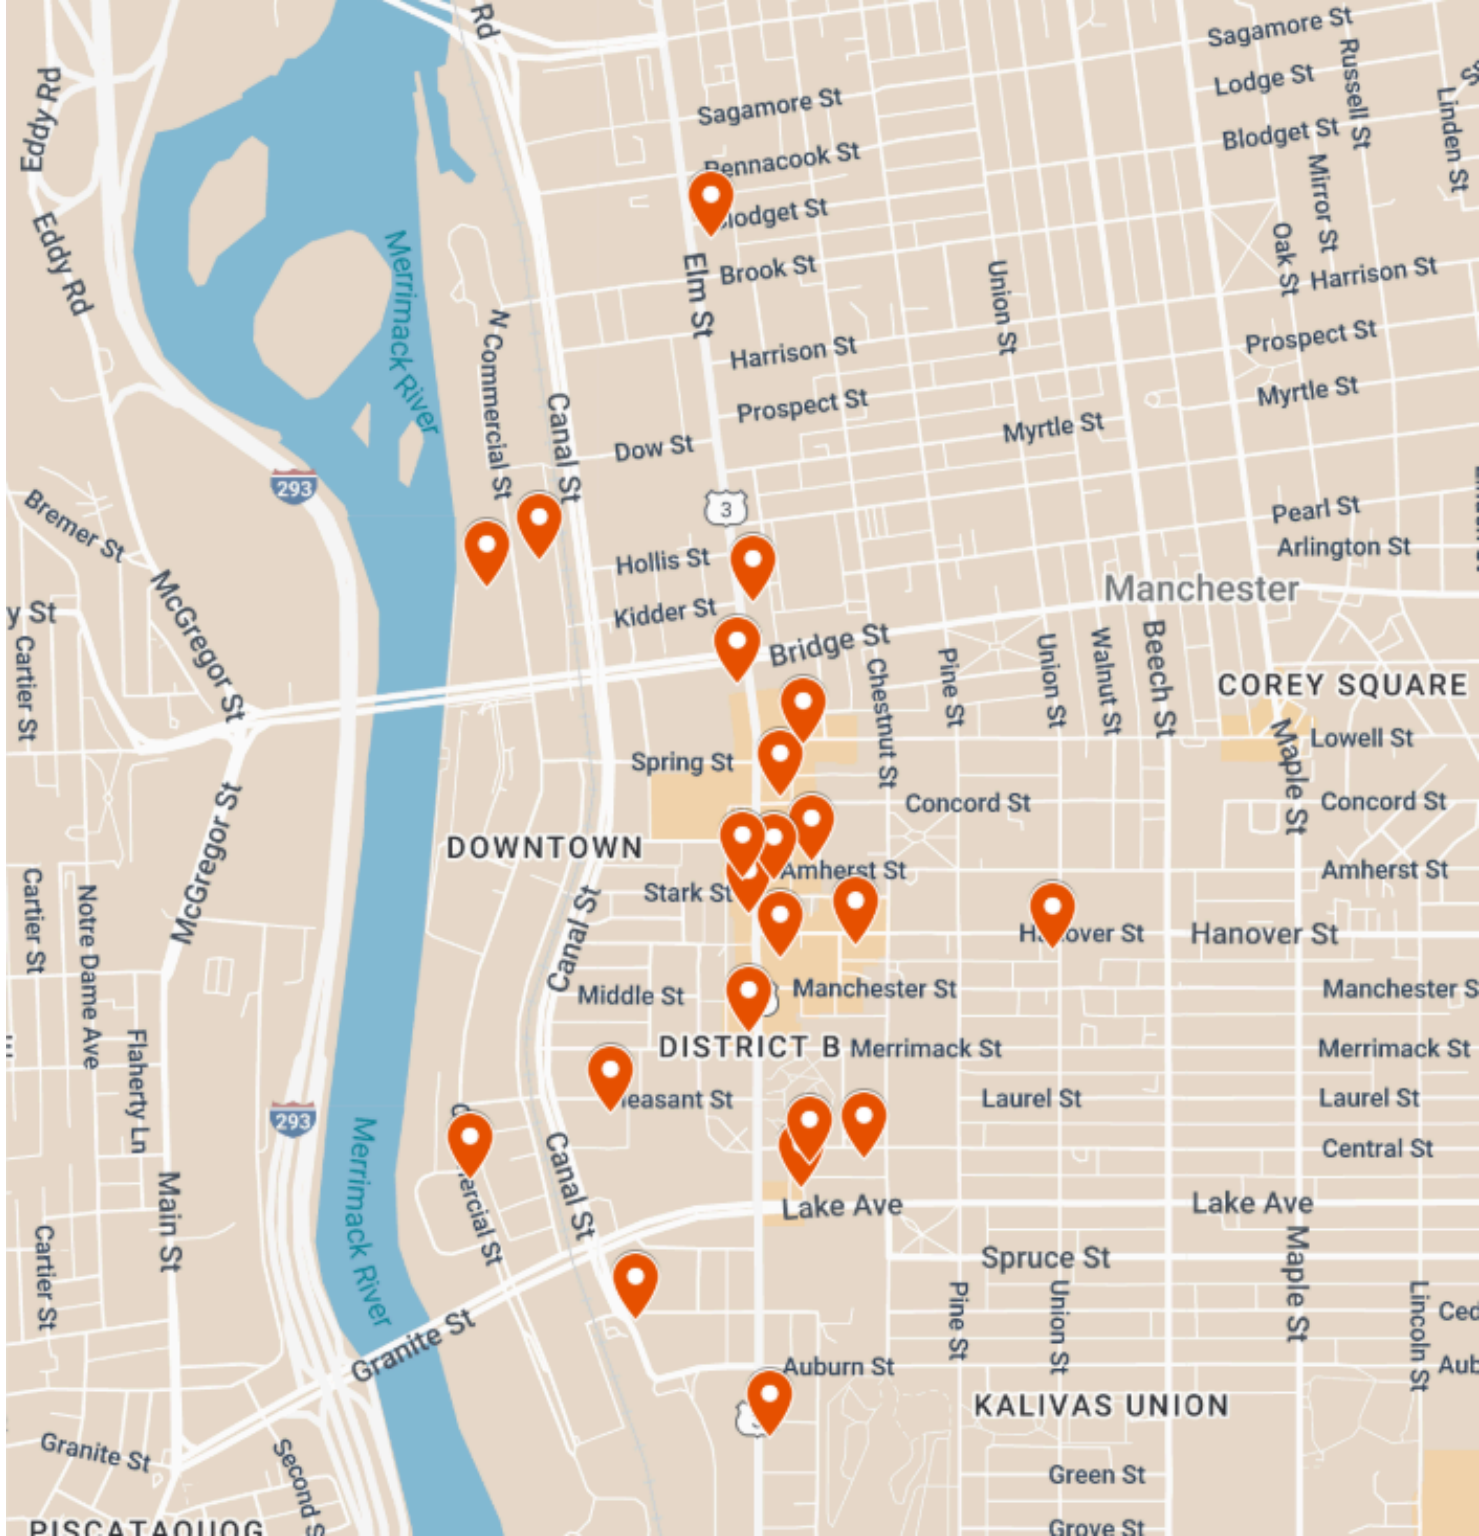 Rd
Sagamore St
Russell St
Lodge St
Linden St
Eddy Rd
Sagamore St
Blodget St
Pennacook St
Mirror St
Blodget St
Eddy Rd
Merrimack River
Elm St
Brook St
Union St
Oak St
Harrison St
N Commercial St
Harrison St
Prospect St
Canal St
Prospect St
Myrtle St
Myrtle St
Dow St
293
3
Bremer St
Pearl St
Hollis St
Arlington St
McGregor St
Manchester
Kidder St
y St
Bridge St
Cartier St
Chestnut St
Pine St
Union St
Walnut St
Beech St
COREY SQUARE
Maple St
Lowell St
Spring St
McGregor St
Concord St
Concord St
DOWNTOWN
Amherst St
Amherst St
Cartier St
Notre Dame Ave
Stark St
Canal St
Hanover St
Hanover St
Middle St
Manchester St
Manchester S
Flaherty Ln
DISTRICT B
Merrimack St
Merrimack St
easant St
Laurel St
Laurel St
293
Merrimack River
C
mercial St
Canal St
Central St
Main St
Lake Ave
Lake Ave
Cartier St
Spruce St
Maple St
Pine St
Union St
Lincoln St
Ced
Granite St
Auburn St
Aub
KALIVAS UNION
Granite St
Second S
Green St
PISCATAQUOG
Grove St